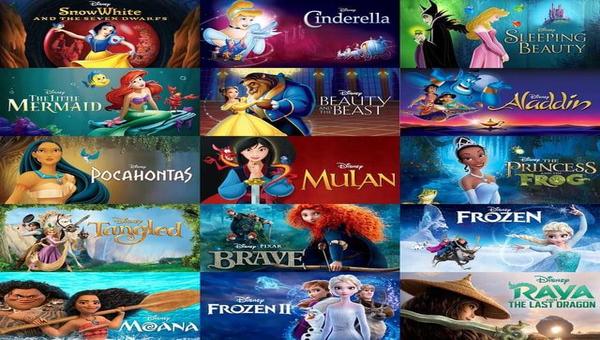 Disney
SNOW WHITE
AND THE SEVEN DWARFS
Disney
Cinderella
Disney
SLEEPING
BEAUTY
Disney
THE LITTLE
MERMAID
Disney
BEAUTY
AND THE
BEAST
Disney
Aladdin
Disney
POCAHONTAS
Disney
MULAN
Disney
THE
PRINCESS
AND THE
FROG
Disney
Tangled
Disney · PIXAR
BRAVE
Disney
FROZEN
Disney
MOANA
Disney
FROZEN II
Disney
RAYA
AND
THE LAST DRAGON